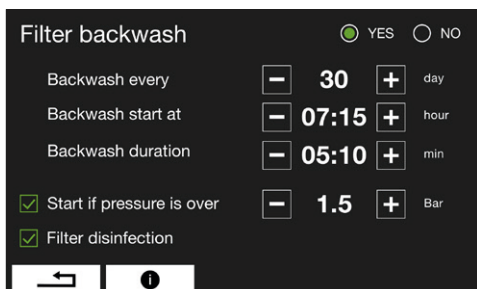 Filter backwash YES NO
Backwash every − 30 + day
Backwash start at − 07:15 + hour
Backwash duration − 05:10 + min
Start if pressure is over − 1.5 + Bar
Filter disinfection
i